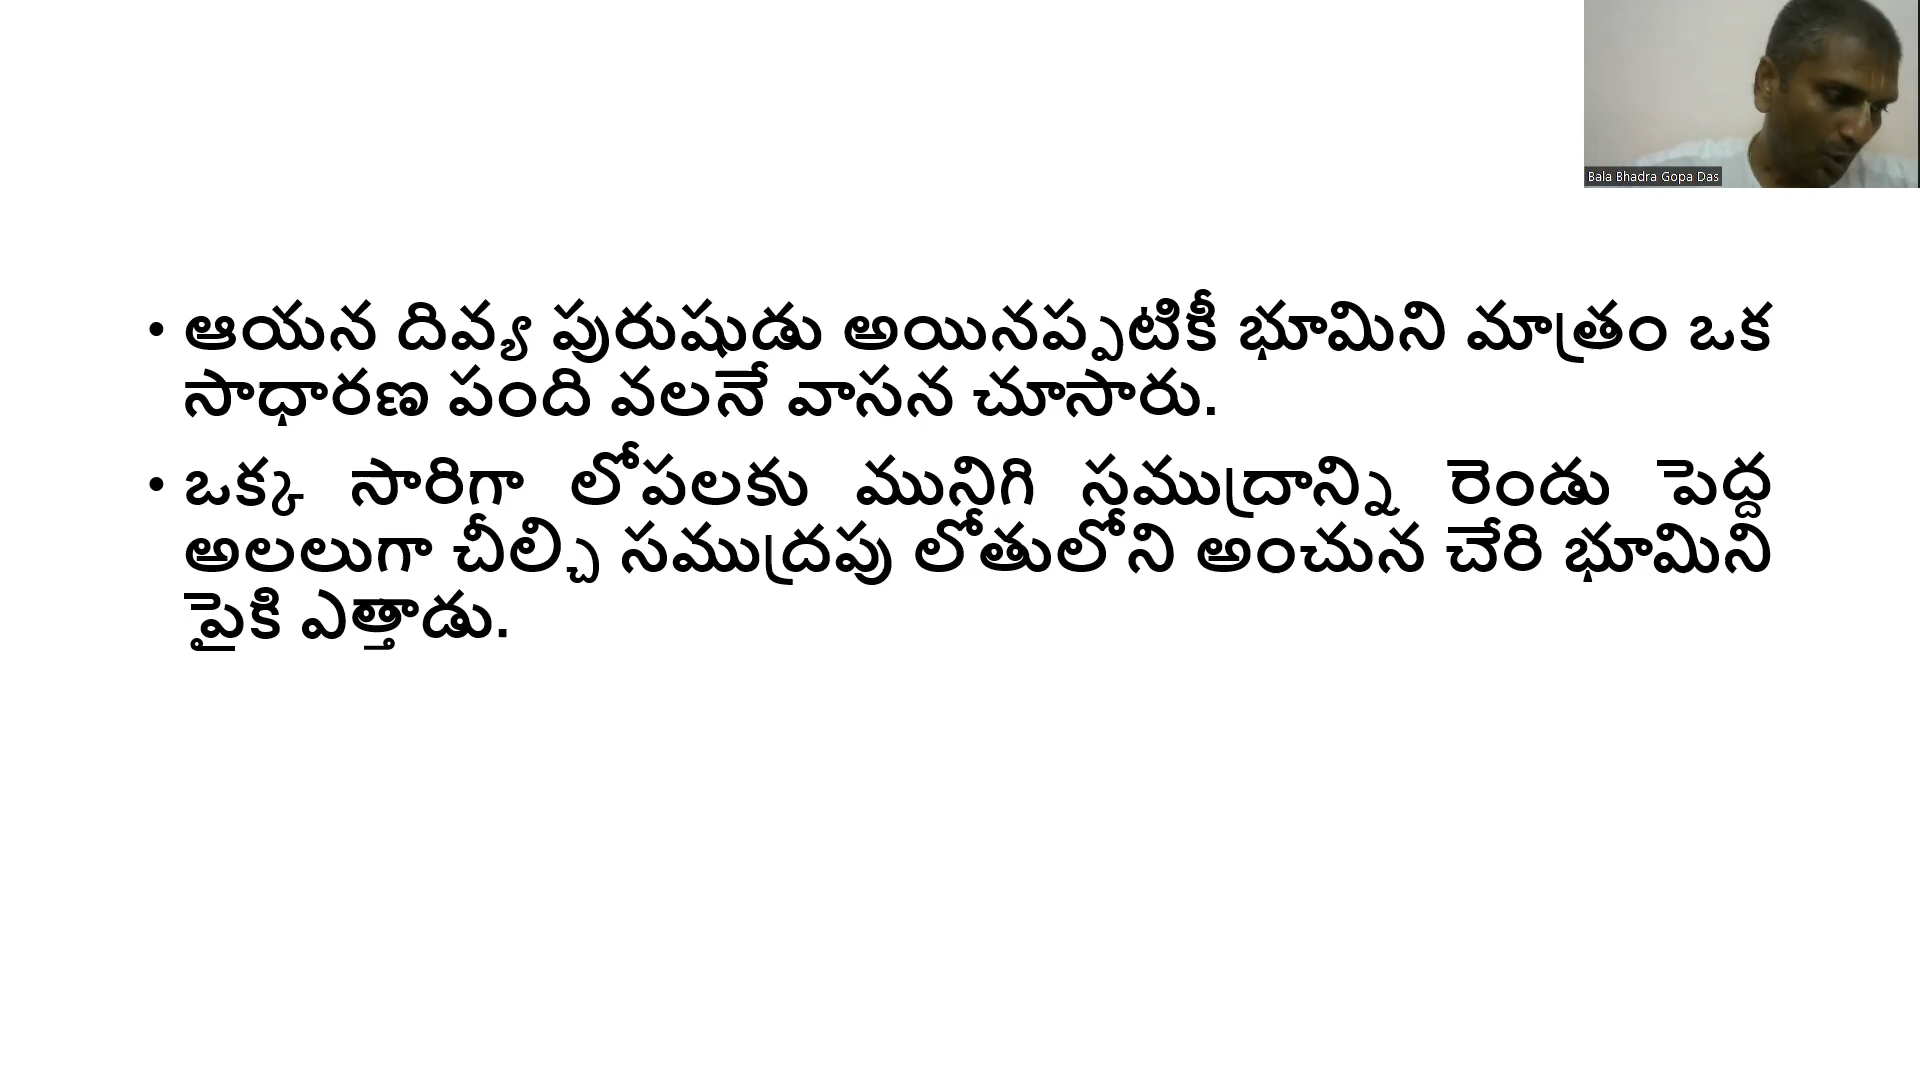 Bala Bhadra Gopa Das
• ఆయన దివ్య పురుషుడు అయినప్పటికీ భూమిని మాత్రం ఒక
సాధారణ పంది వలనే వాసన చూసారు.
• ఒక్క సారిగా లోపలకు మునిగి సముద్రాన్ని రెండు పెద్ద
అలలుగా చీల్చి సముద్రపు లోతులోని అంచున చేరి భూమిని
పైకి ఎత్తాడు.